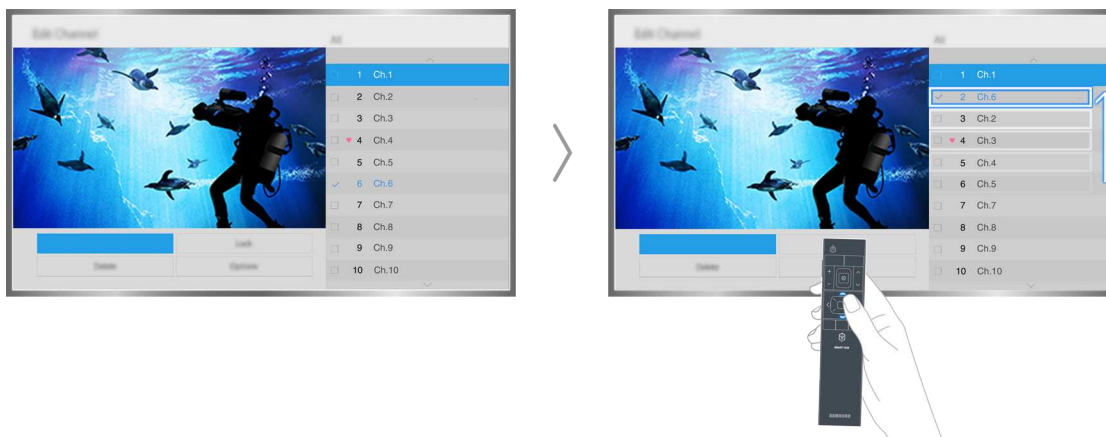 Edit Channel
All
1 Ch.1
2 Ch.2
3 Ch.3
4 Ch.4
5 Ch.5
6 Ch.6
7 Ch.7
8 Ch.8
9 Ch.9
10 Ch.10
Lock
Delete
Options
Edit Channel
All
1 Ch.1
2 Ch.6
3 Ch.2
4 Ch.3
5 Ch.4
6 Ch.5
7 Ch.7
8 Ch.8
9 Ch.9
10 Ch.10
Delete
SMART HUB
SAMSUNG